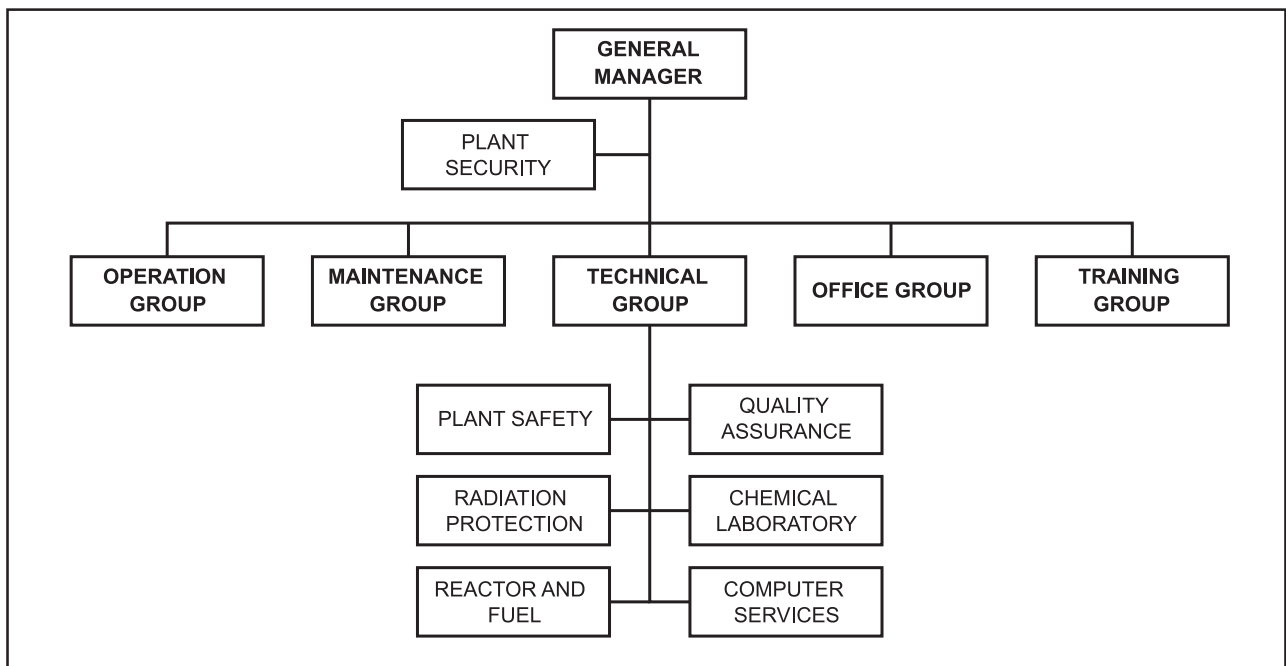 GENERAL
MANAGER
PLANT
SECURITY
OPERATION
GROUP
MAINTENANCE
GROUP
TECHNICAL
GROUP
OFFICE GROUP
TRAINING
GROUP
PLANT SAFETY
QUALITY
ASSURANCE
RADIATION
PROTECTION
CHEMICAL
LABORATORY
REACTOR AND
FUEL
COMPUTER
SERVICES